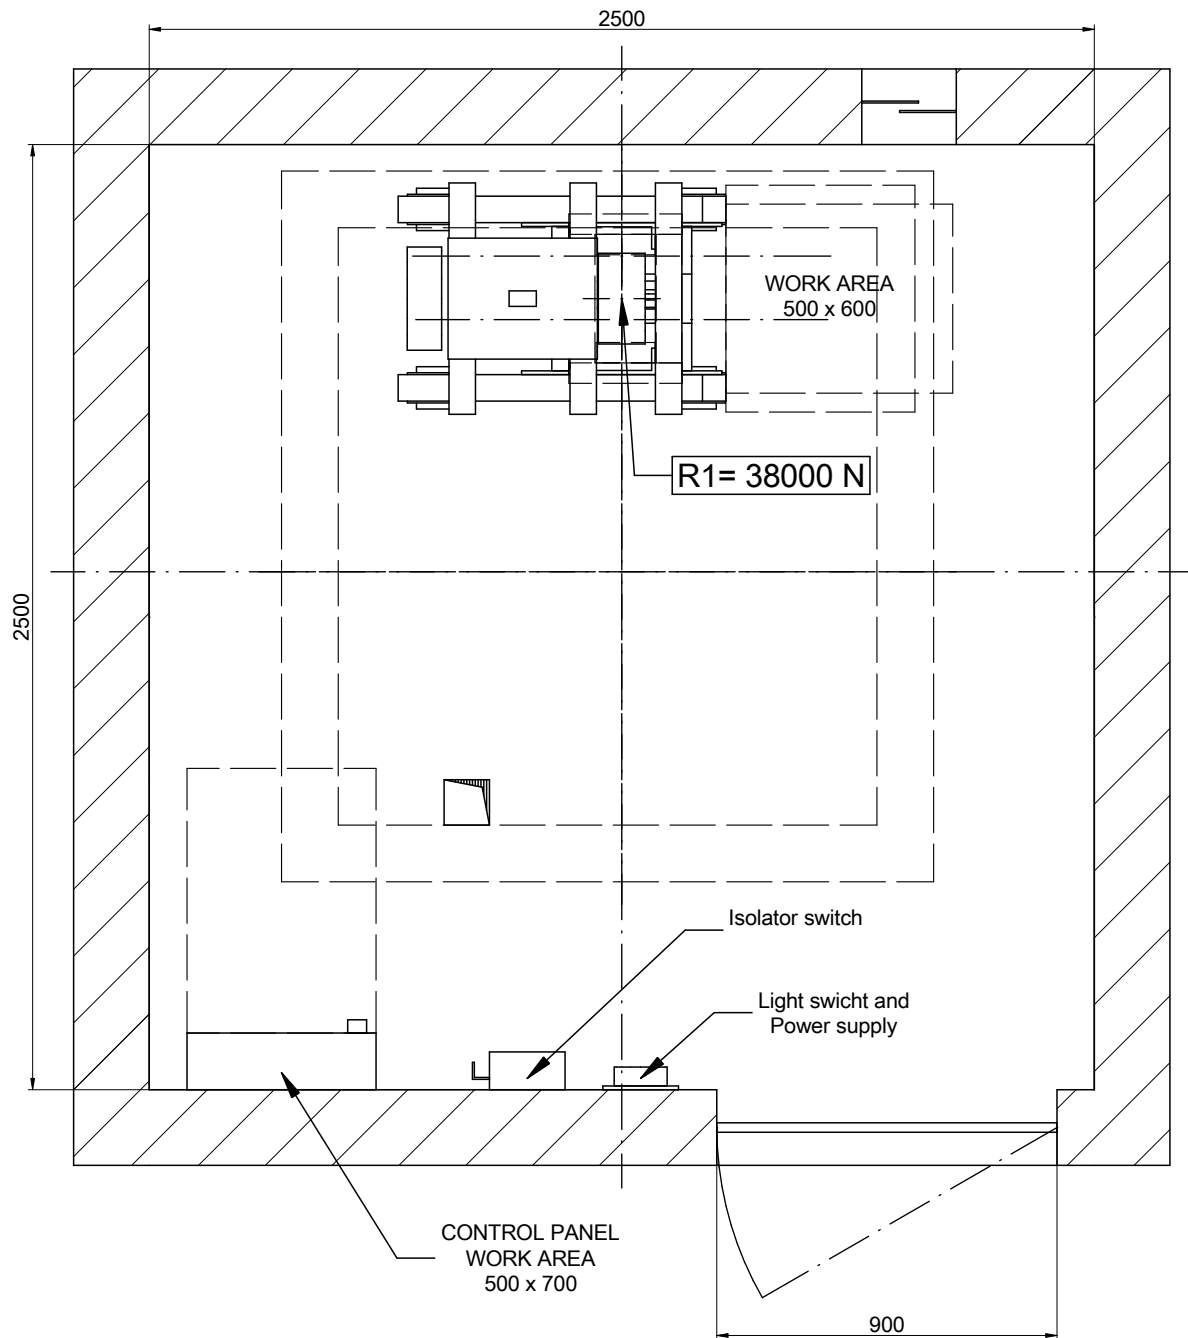 2500
WORK AREA
500 x 600
R1= 38000 N
2500
Isolator switch
Light swicht and
Power supply
CONTROL PANEL
WORK AREA
500 x 700
900